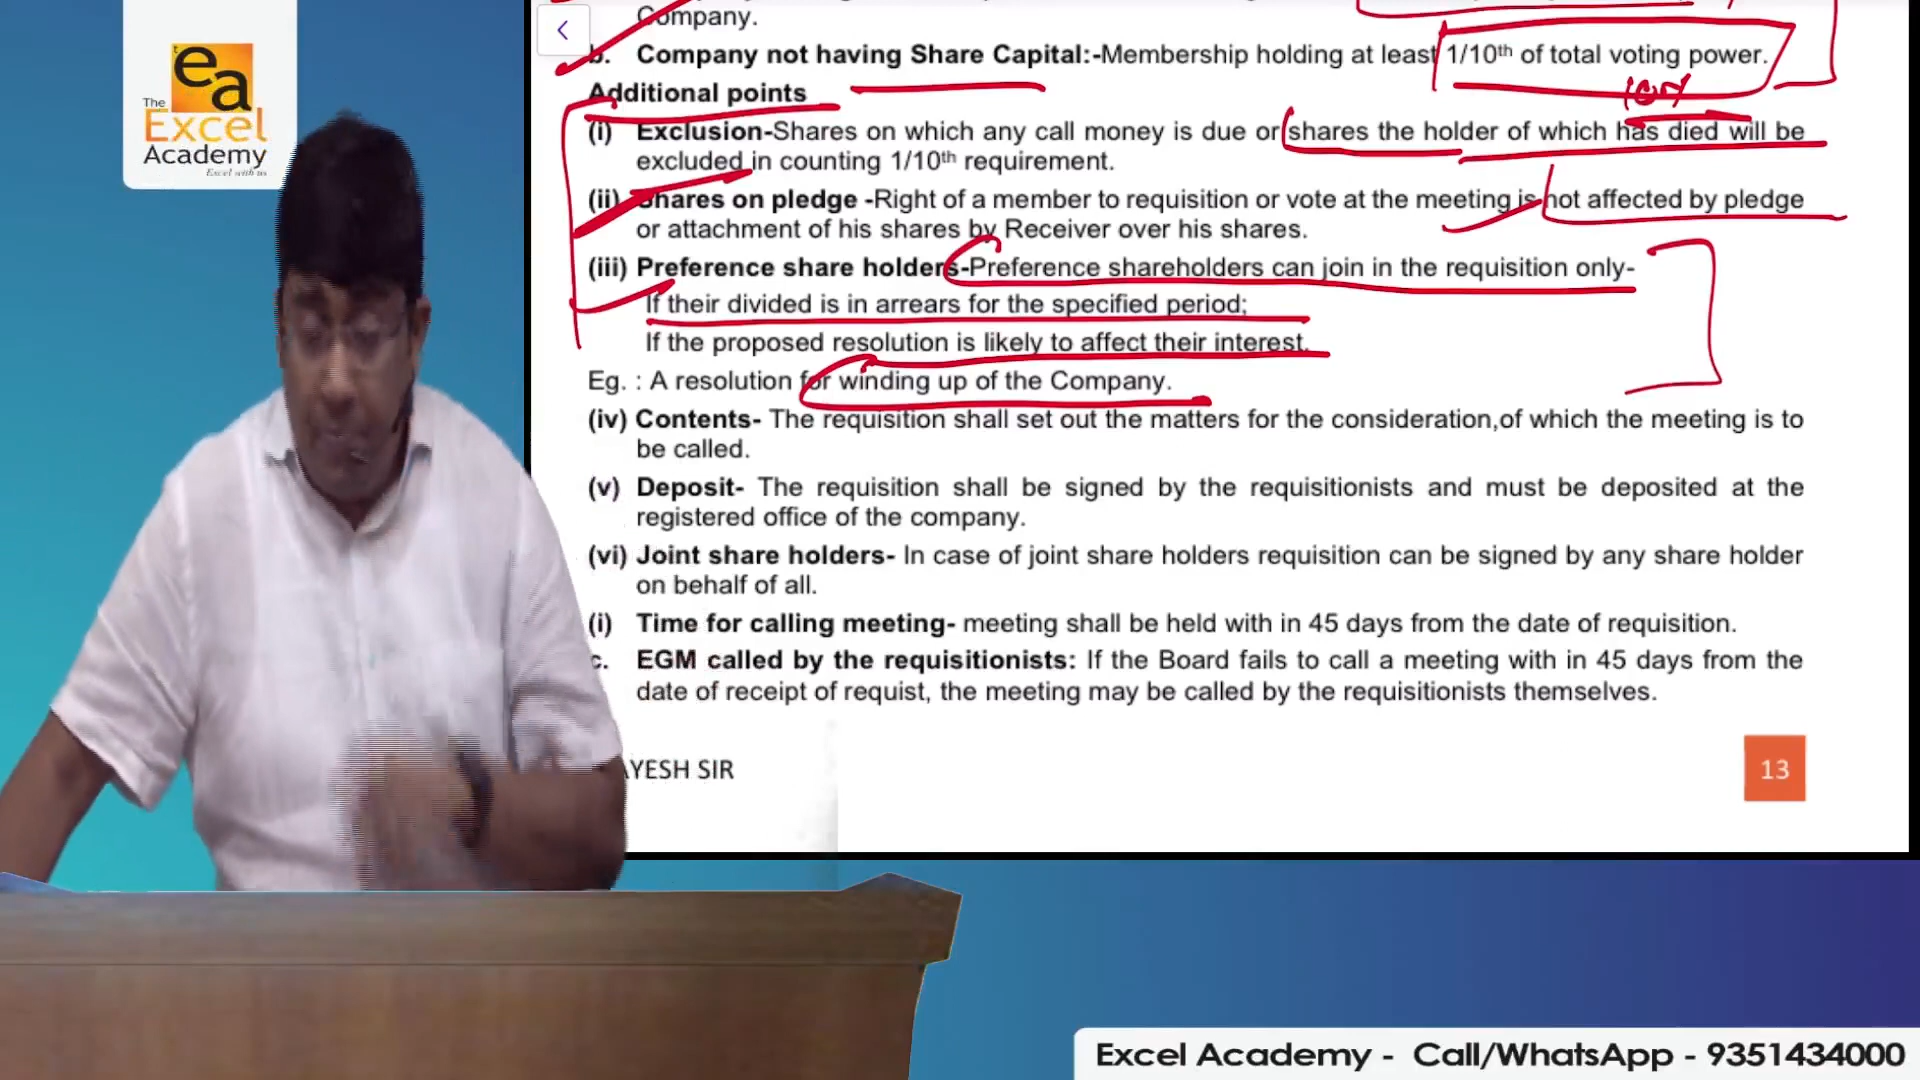 The
ea
Excel
Academy
Excel with us
Company.
b. Company not having Share Capital:-Membership holding at least 1/10th of total voting power.
Additional points
(i) Exclusion-Shares on which any call money is due or shares the holder of which has died will be
excluded in counting 1/10th requirement.
(ii) Shares on pledge -Right of a member to requisition or vote at the meeting is not affected by pledge
or attachment of his shares by Receiver over his shares.
(iii) Preference share holders-Preference shareholders can join in the requisition only-
If their divided is in arrears for the specified period;
If the proposed resolution is likely to affect their interest.
Eg. : A resolution for winding up of the Company.
(iv) Contents- The requisition shall set out the matters for the consideration,of which the meeting is to
be called.
(v) Deposit- The requisition shall be signed by the requisitionists and must be deposited at the
registered office of the company.
(vi) Joint share holders- In case of joint share holders requisition can be signed by any share holder
on behalf of all.
(i) Time for calling meeting- meeting shall be held with in 45 days from the date of requisition.
c. EGM called by the requisitionists: If the Board fails to call a meeting with in 45 days from the
date of receipt of requist, the meeting may be called by the requisitionists themselves.
AYESH SIR
13
Excel Academy - Call/WhatsApp - 9351434000